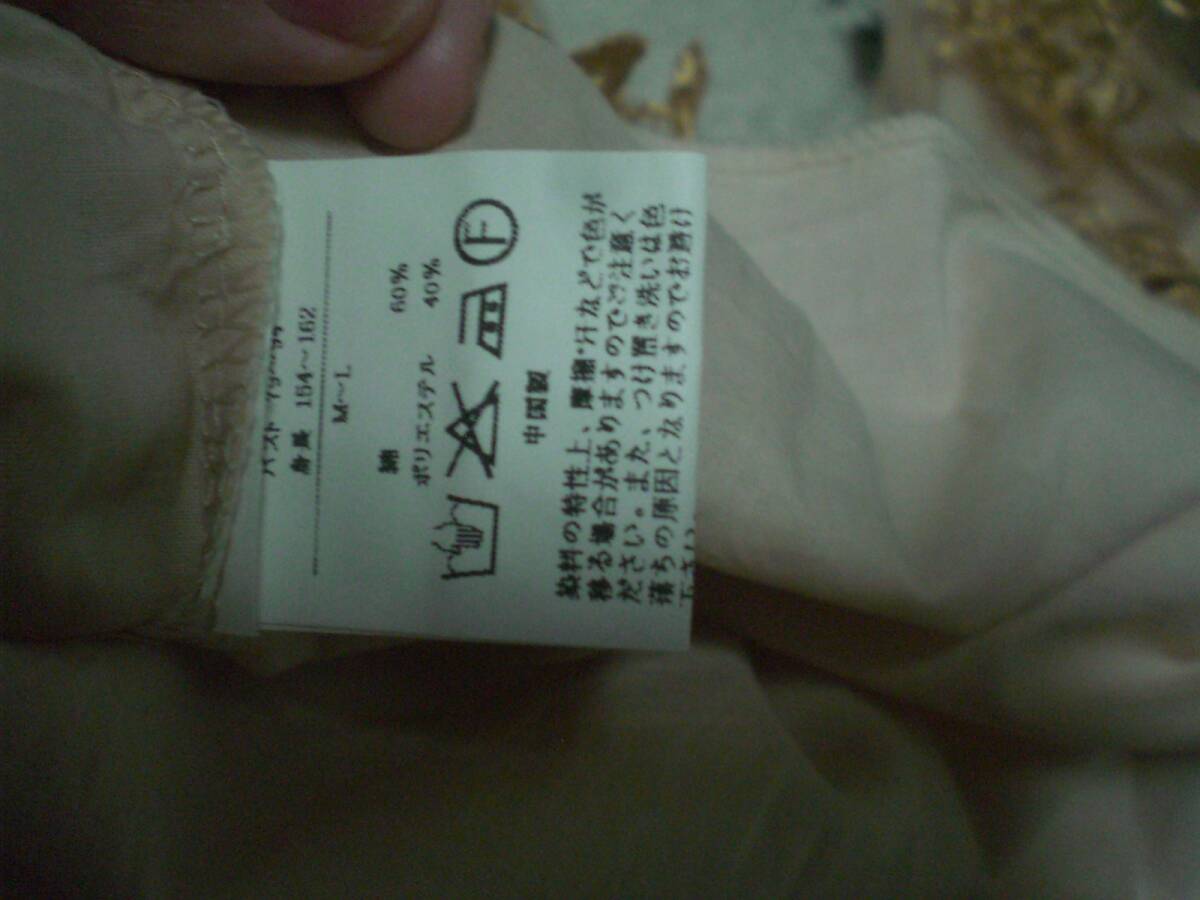 バスト 79〜
身長 154〜162
M〜L
綿 60%
ポリエステル 40%
F
中国製
染料の特性上、摩擦・汗などで色が
移る場合がありますのでご注意く
ださい。また、つけ置き洗いは色
落ちの原因となりますのでお避け
下さい